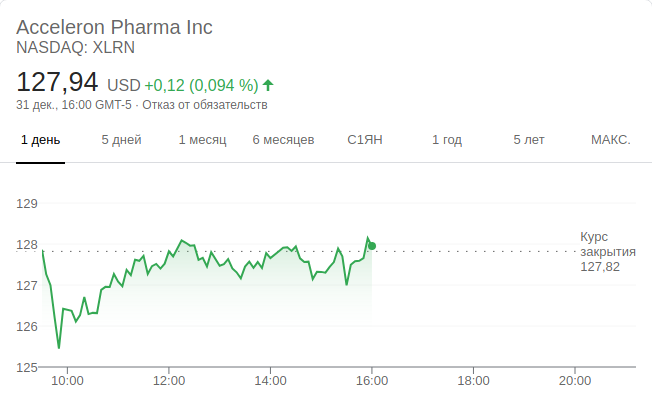 Acceleron Pharma Inc
NASDAQ: XLRN
127,94 USD +0,12 (0,094 %)
31 дек., 16:00 GMT-5 · Отказ от обязательств
1 день 5 дней 1 месяц 6 месяцев С1ЯН 1 год 5 лет МАКС.
129
128
127
126
125
Курс
закрытия
127,82
10:00 12:00 14:00 16:00 18:00 20:00